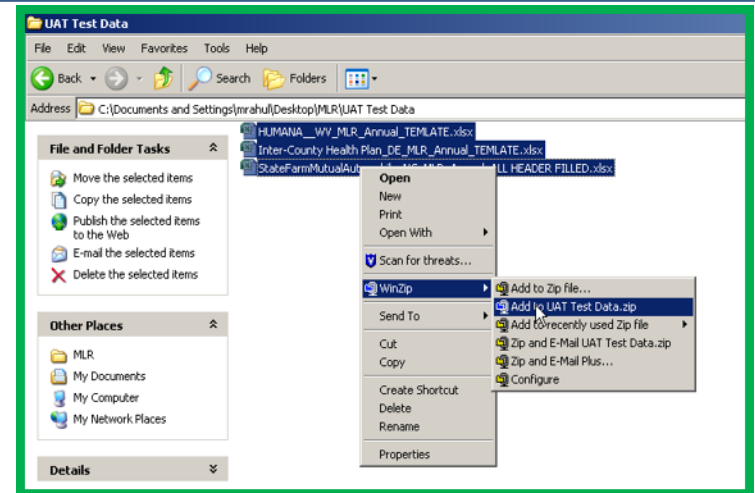 UAT Test Data
File Edit View Favorites Tools Help
Back Search Folders
Address C:\Documents and Settings\mrahul\Desktop\MLR\UAT Test Data
File and Folder Tasks
Move the selected items
Copy the selected items
Publish the selected items
to the Web
E-mail the selected items
Delete the selected items
Other Places
MLR
My Documents
My Computer
My Network Places
Details
HUMANA__WV_MLR_Annual_TEMLATE.xlsx
Inter-County Health Plan_DE_MLR_Annual_TEMLATE.xlsx
LL HEADER FILLED.xlsx
Open
New
Print
Open With
Scan for threats...
WinZip
Send To
Cut
Copy
Create Shortcut
Delete
Rename
Properties
Add to Zip file...
Add to UAT Test Data.zip
Add to recently used Zip file
Zip and E-Mail UAT Test Data.zip
Zip and E-Mail Plus...
Configure